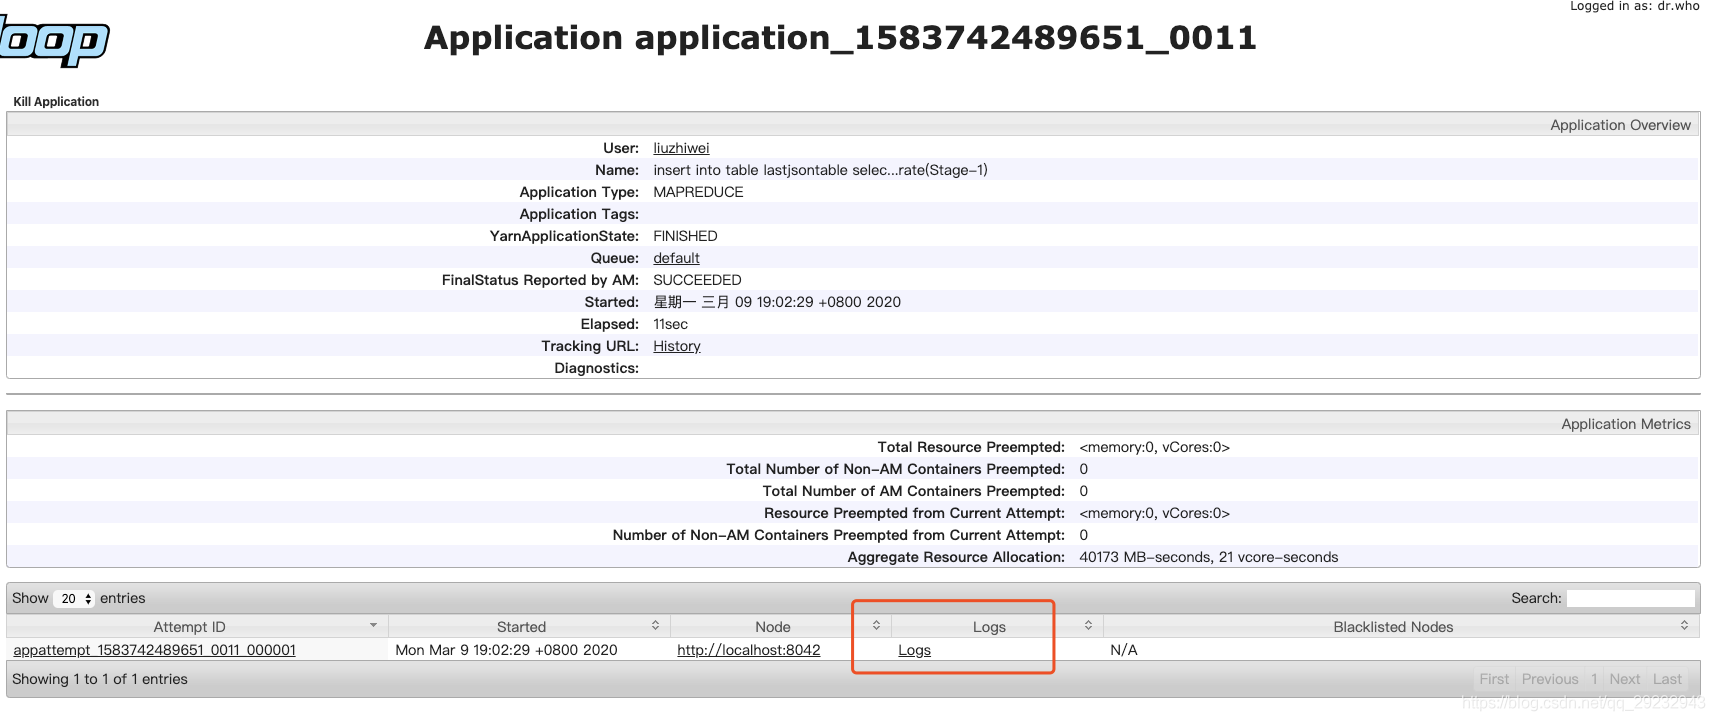 Logged in as: dr.who
loop
Application application_1583742489651_0011
Kill Application
Application Overview
User: liuzhiwei
Name: insert into table lastjsontable selec...rate(Stage-1)
Application Type: MAPREDUCE
Application Tags:
YarnApplicationState: FINISHED
Queue: default
FinalStatus Reported by AM: SUCCEEDED
Started: 星期一 三月 09 19:02:29 +0800 2020
Elapsed: 11sec
Tracking URL: History
Diagnostics:
Application Metrics
Total Resource Preempted: <memory:0, vCores:0>
Total Number of Non-AM Containers Preempted: 0
Total Number of AM Containers Preempted: 0
Resource Preempted from Current Attempt: <memory:0, vCores:0>
Number of Non-AM Containers Preempted from Current Attempt: 0
Aggregate Resource Allocation: 40173 MB-seconds, 21 vcore-seconds
Show 20 entries Search:
Attempt ID Started Node Logs Blacklisted Nodes
appattempt_1583742489651_0011_000001 Mon Mar 9 19:02:29 +0800 2020 http://localhost:8042 Logs N/A
Showing 1 to 1 of 1 entries First Previous 1 Next Last
https://blog.csdn.net/qq_29232943